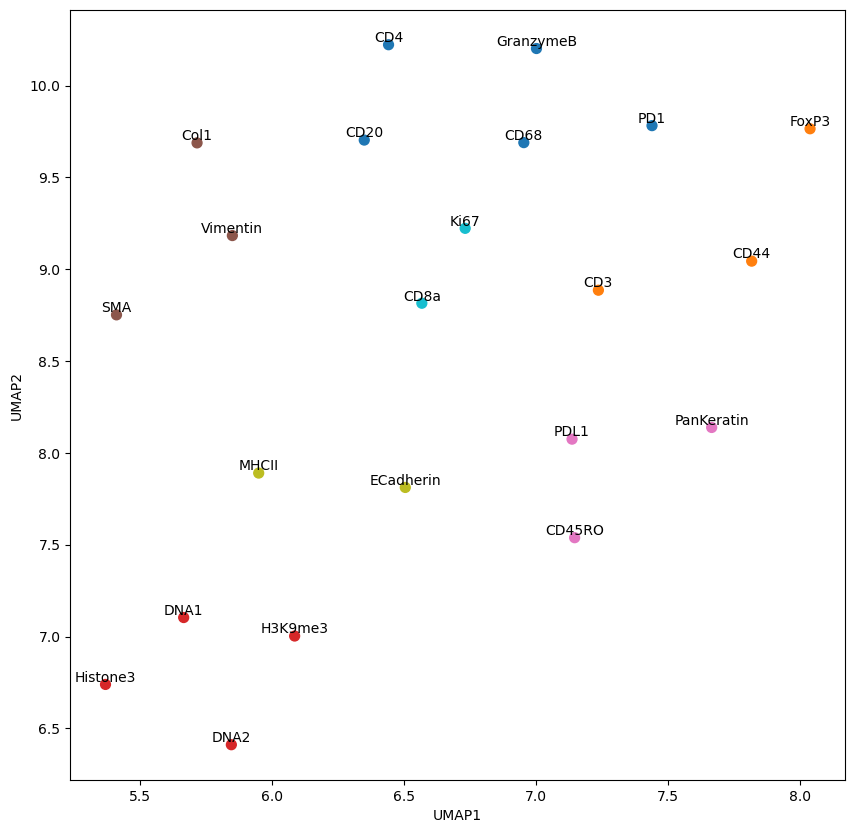 CD4
GranzymeB
10.0
PD1
FoxP3
Col1
CD20
CD68
9.5
Vimentin
Ki67
9.0
CD44
CD3
SMA
CD8a
8.5
UMAP2
PDL1
PanKeratin
8.0
MHCII
ECadherin
7.5
CD45RO
DNA1
H3K9me3
7.0
Histone3
DNA2
6.5
5.5 6.0 6.5 7.0 7.5 8.0
UMAP1